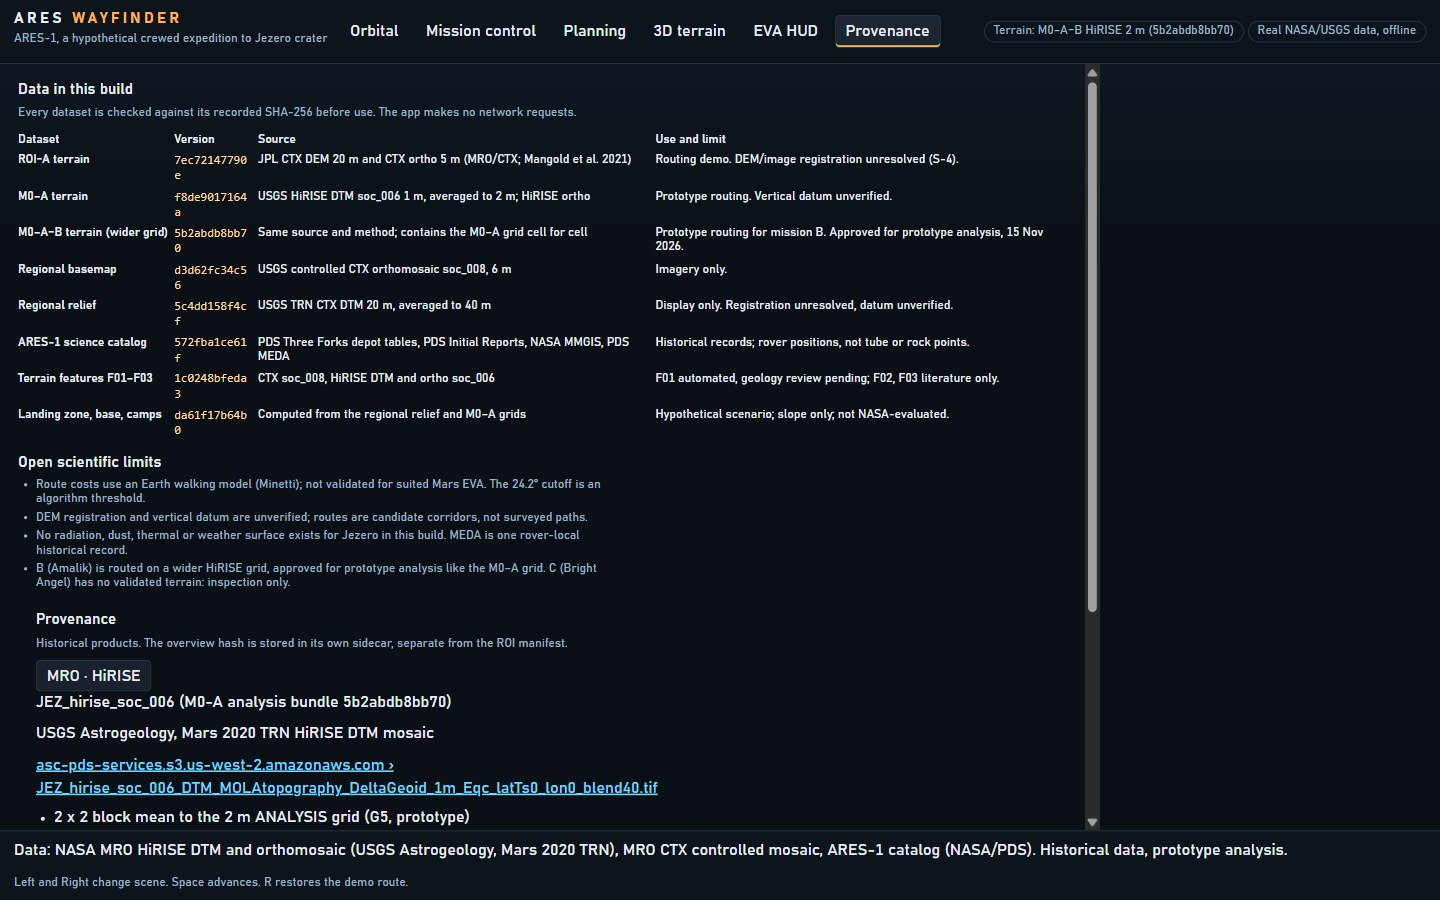 ARES WAYFINDER
ARES-1, a hypothetical crewed expedition to Jezero crater
Orbital
Mission control
Planning
3D terrain
EVA HUD
Provenance
Terrain: M0-A-B HiRISE 2 m (5b2abdb8bb70)
Real NASA/USGS data, offline
Data in this build
Every dataset is checked against its recorded SHA-256 before use. The app makes no network requests.
Dataset Version Source Use and limit
ROI-A terrain 7ec72147790 JPL CTX DEM 20 m and CTX ortho 5 m (MRO/CTX; Mangold et al. 2021) Routing demo. DEM/image registration unresolved (S-4).
e
M0-A terrain f8de9017164 USGS HiRISE DTM soc_006 1 m, averaged to 2 m; HiRISE ortho Prototype routing. Vertical datum unverified.
a
M0-A-B terrain (wider grid) 5b2abdb8bb7 Same source and method; contains the M0-A grid cell for cell Prototype routing for mission B. Approved for prototype analysis, 15 Nov
0 2026.
Regional basemap d3d62fc34c5 USGS controlled CTX orthomosaic soc_008, 6 m Imagery only.
6
Regional relief 5c4dd158f4c USGS TRN CTX DTM 20 m, averaged to 40 m Display only. Registration unresolved, datum unverified.
f
ARES-1 science catalog 572fba1ce61 PDS Three Forks depot tables, PDS Initial Reports, NASA MMGIS, PDS Historical records; rover positions, not tube or rock points.
f MEDA
Terrain features F01-F03 1c0248bfeda CTX soc_008, HiRISE DTM and ortho soc_006 F01 automated, geology review pending; F02, F03 literature only.
3
Landing zone, base, camps da61f17b64b Computed from the regional relief and M0-A grids Hypothetical scenario; slope only; not NASA-evaluated.
0
Open scientific limits
• Route costs use an Earth walking model (Minetti); not validated for suited Mars EVA. The 24.2° cutoff is an
algorithm threshold.
• DEM registration and vertical datum are unverified; routes are candidate corridors, not surveyed paths.
• No radiation, dust, thermal or weather surface exists for Jezero in this build. MEDA is one rover-local
historical record.
• B (Amalik) is routed on a wider HiRISE grid, approved for prototype analysis like the M0-A grid. C (Bright
Angel) has no validated terrain: inspection only.
Provenance
Historical products. The overview hash is stored in its own sidecar, separate from the ROI manifest.
MRO · HiRISE
JEZ_hirise_soc_006 (M0-A analysis bundle 5b2abdb8bb70)
USGS Astrogeology, Mars 2020 TRN HiRISE DTM mosaic
asc-pds-services.s3.us-west-2.amazonaws.com ›
JEZ_hirise_soc_006_DTM_MOLAtopography_DeltaGeoid_1m_Eqc_latTs0_lon0_blend40.tif
• 2 x 2 block mean to the 2 m ANALYSIS grid (G5, prototype)
Data: NASA MRO HiRISE DTM and orthomosaic (USGS Astrogeology, Mars 2020 TRN), MRO CTX controlled mosaic, ARES-1 catalog (NASA/PDS). Historical data, prototype analysis.
Left and Right change scene. Space advances. R restores the demo route.